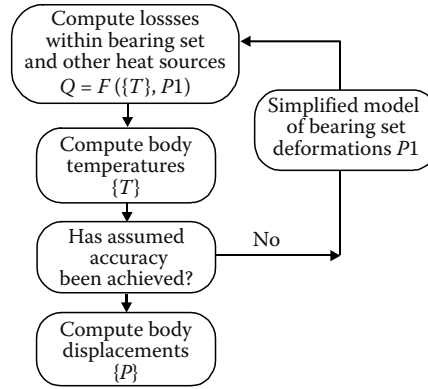 Compute lossses
within bearing set
and other heat sources
Q = F ({T}, P1)
Simplified model
of bearing set
deformations P1
Compute body
temperatures
{T}
Has assumed
accuracy
been achieved?
No
Compute body
displacements
{P}